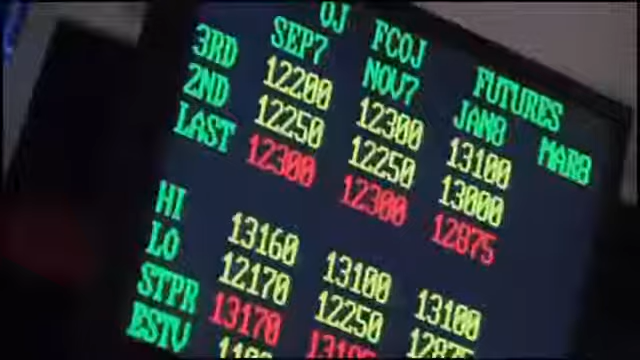 OJ FCOJ FUTURES
SEP7 NOV7 JAN8 MAR8
3RD 12200 12300 13100
2ND 12250 12250 13000
LAST 12300 12300 12875
HI 13160 13100 13100
LO 12170 12250 12875
STPR 13170
ESTV